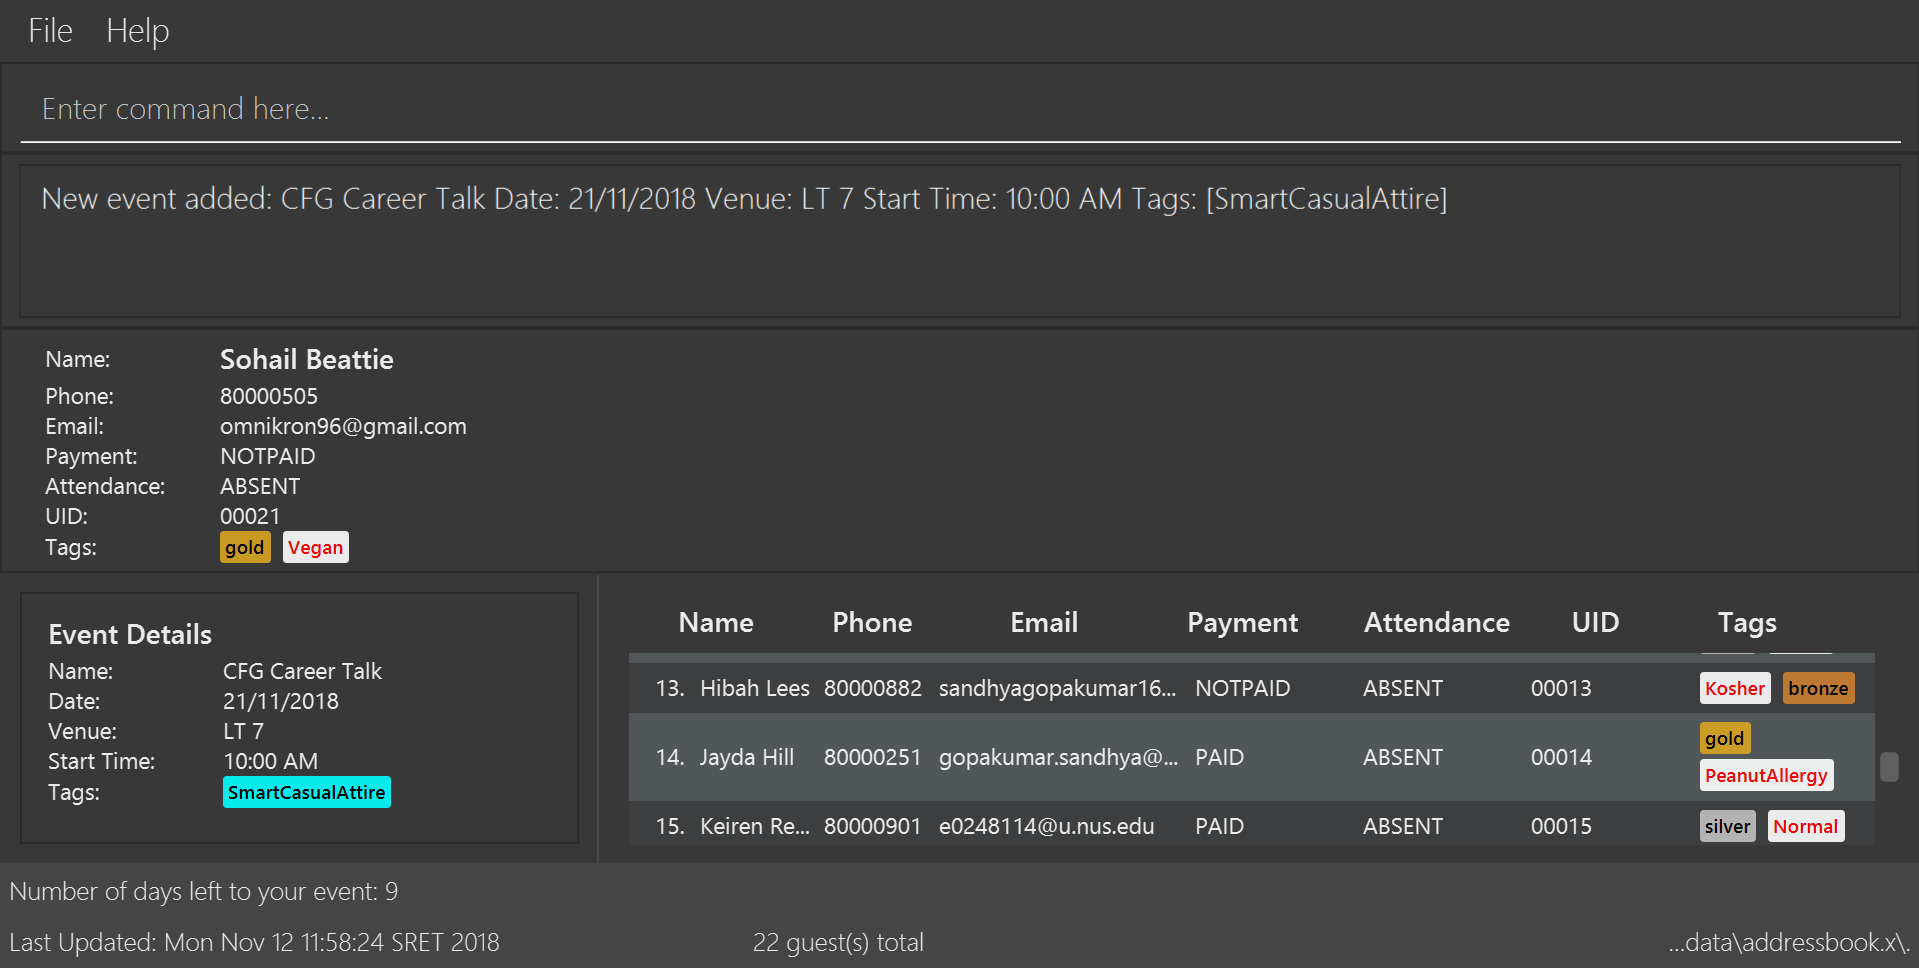 File Help
Enter command here...
New event added: CFG Career Talk Date: 21/11/2018 Venue: LT 7 Start Time: 10:00 AM Tags: [SmartCasualAttire]
Name: Sohail Beattie
Phone: 80000505
Email: omnikron96@gmail.com
Payment: NOTPAID
Attendance: ABSENT
UID: 00021
Tags: gold Vegan
Event Details
Name: CFG Career Talk
Date: 21/11/2018
Venue: LT 7
Start Time: 10:00 AM
Tags: SmartCasualAttire
Name Phone Email Payment Attendance UID Tags
13. Hibah Lees 80000882 sandhyagopakumar16... NOTPAID ABSENT 00013 Kosher bronze
14. Jayda Hill 80000251 gopakumar.sandhya@... PAID ABSENT 00014 gold PeanutAllergy
15. Keiren Re... 80000901 e0248114@u.nus.edu PAID ABSENT 00015 silver Normal
Number of days left to your event: 9
Last Updated: Mon Nov 12 11:58:24 SRET 2018 22 guest(s) total ...data\addressbook.x\.